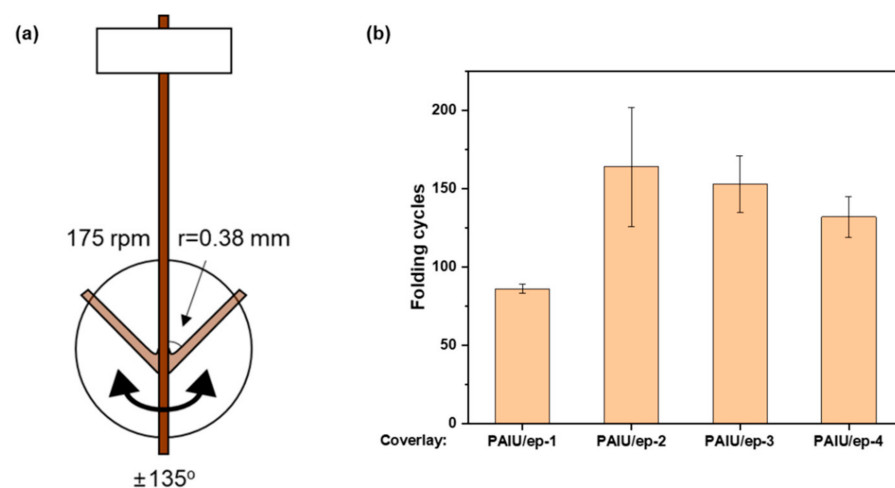 (a)
175 rpm
r=0.38 mm
±135º
(b)
Folding cycles
200
150
100
50
0
Coverlay: PAIU/ep-1 PAIU/ep-2 PAIU/ep-3 PAIU/ep-4